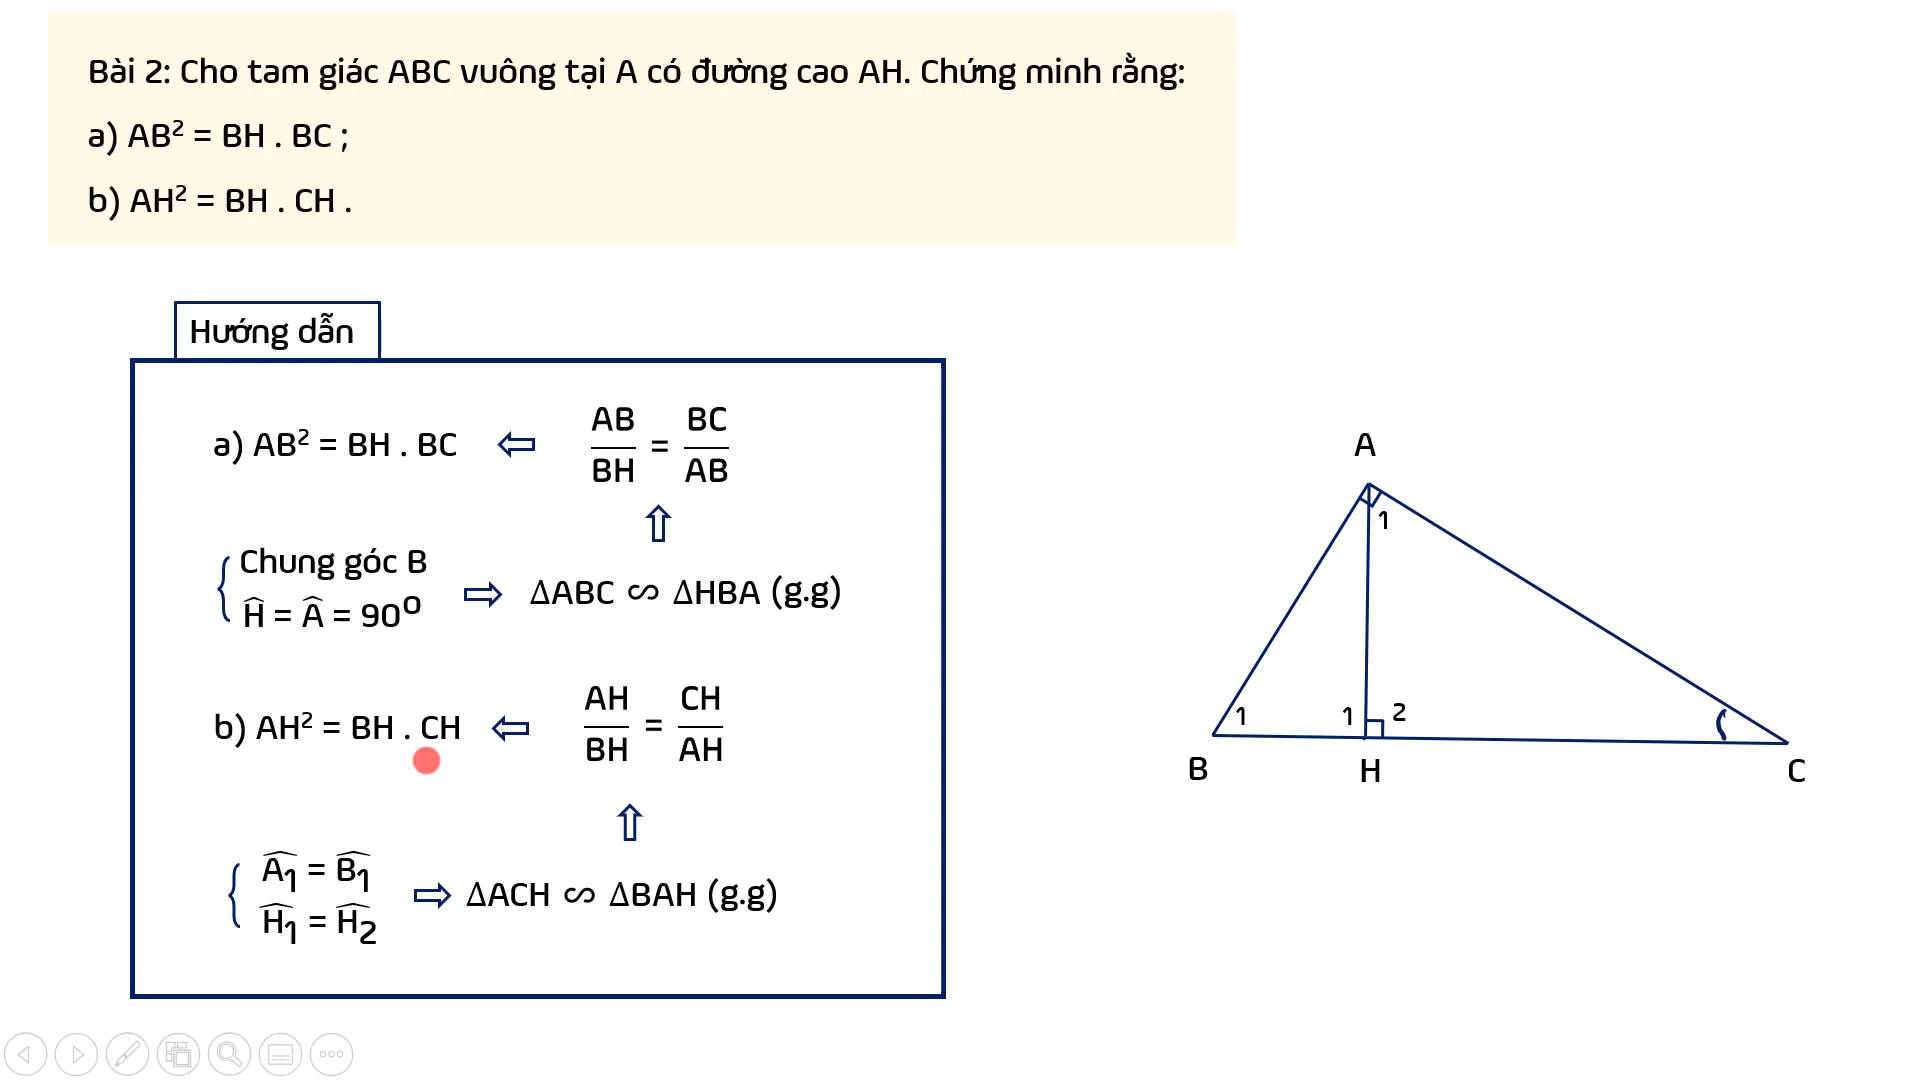 Bài 2: Cho tam giác ABC vuông tại A có đường cao AH. Chứng minh rằng:
a) AB² = BH . BC ;
b) AH² = BH . CH .
Hướng dẫn
a) AB² = BH . BC ⇦ AB/BH = BC/AB
⇧
{ Chung góc B
Ĥ = Â = 90⁰ ⇨ ΔABC ∽ ΔHBA (g.g)
b) AH² = BH . CH ⇦ AH/BH = CH/AH
⇧
{ Â₁ = B̂₁
Ĥ₁ = Ĥ₂ ⇨ ΔACH ∽ ΔBAH (g.g)
A
1
1 1 2
B H C